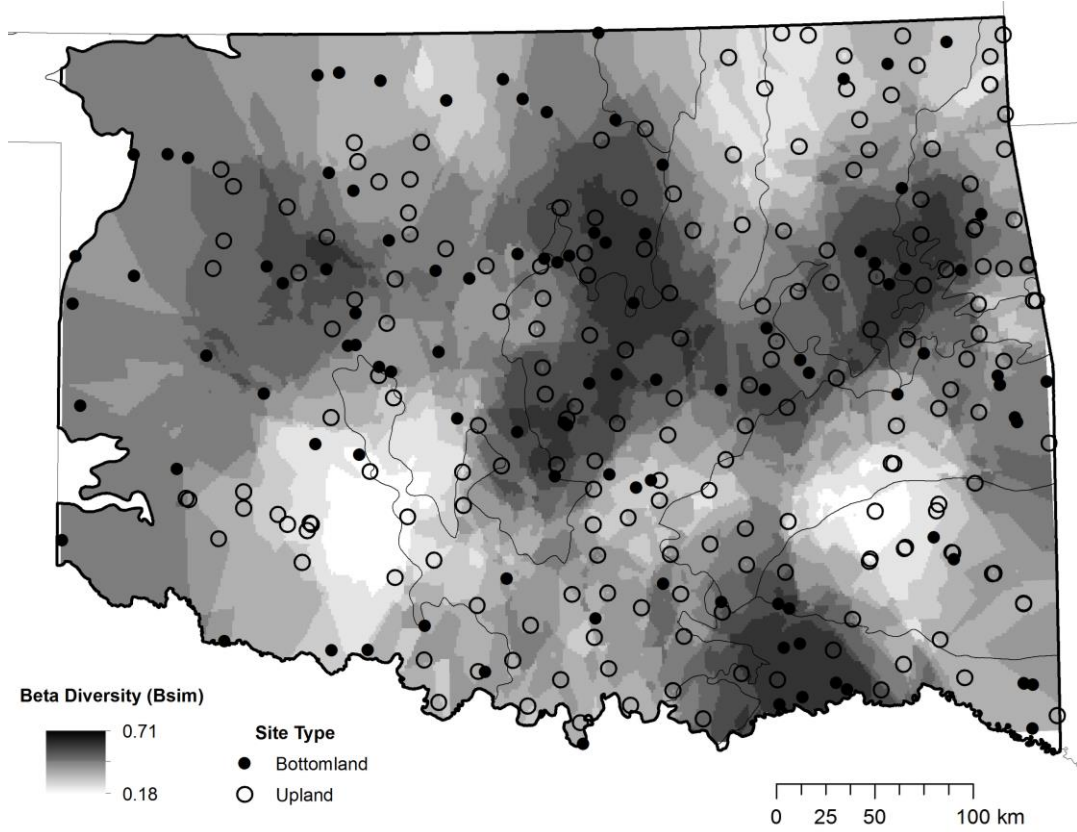 Beta Diversity (Bsim)
0.71
0.18
Site Type
Bottomland
Upland
0 25 50 100 km